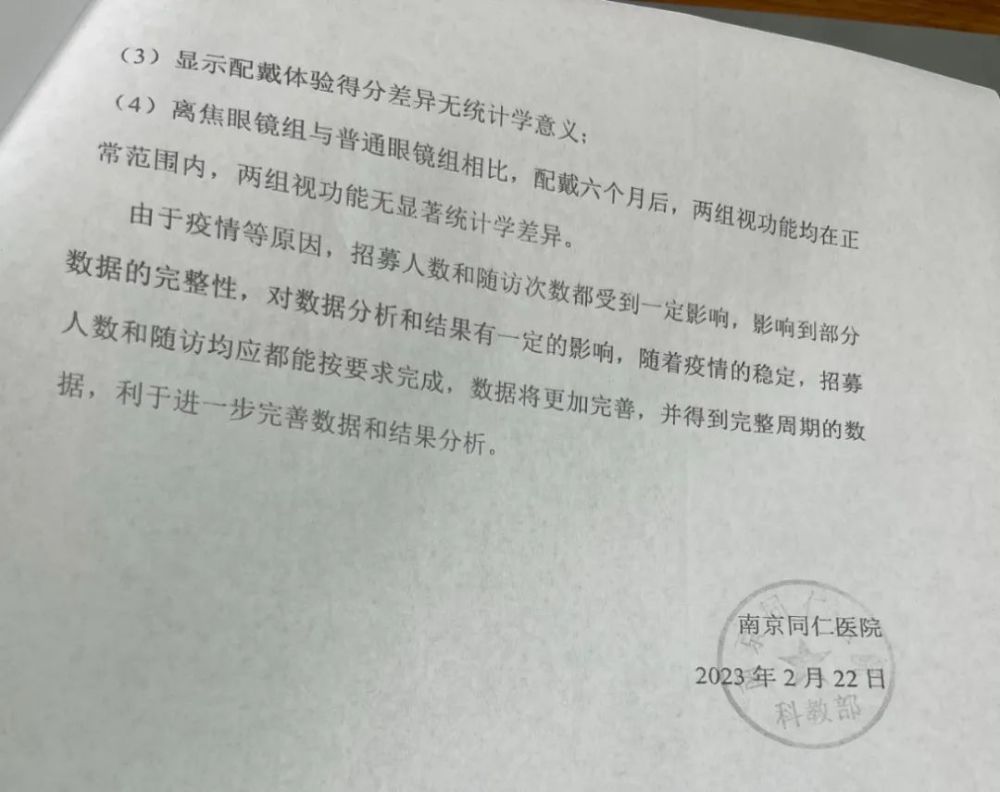 （3）显示配戴体验得分差异无统计学意义；
（4）离焦眼镜组与普通眼镜组相比，配戴六个月后，两组视功能均在正
常范围内，两组视功能无显著统计学差异。
由于疫情等原因，招募人数和随访次数都受到一定影响，影响到部分
数据的完整性，对数据分析和结果有一定的影响，随着疫情的稳定，招募
人数和随访均应都能按要求完成，数据将更加完善，并得到完整周期的数
据，利于进一步完善数据和结果分析。
南京同仁医院
2023 年 2 月 22 日
科教部